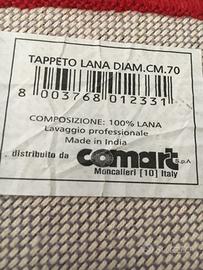 TAPPETO LANA DIAM.CM.70
8 003768 012331
COMPOSIZIONE: 100% LANA
Lavaggio professionale
Made in India
distribuito da comart S.p.A
Moncalieri [10] Italy